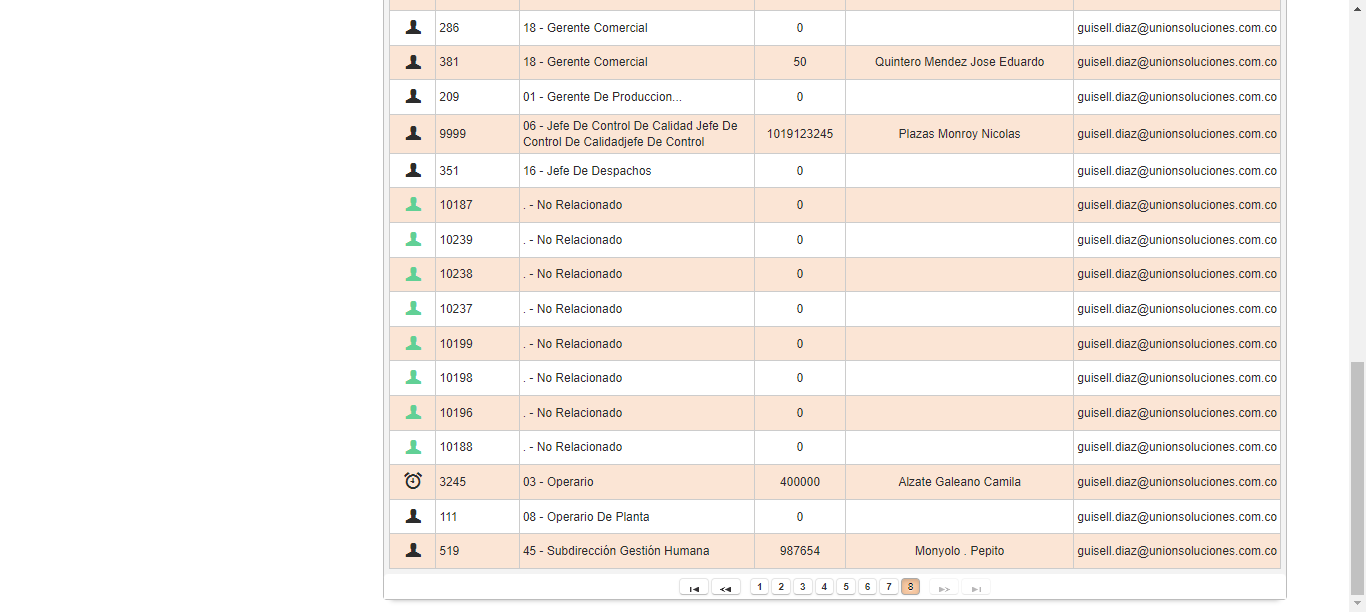 286 18 - Gerente Comercial 0 guisell.diaz@unionsoluciones.com.co
381 18 - Gerente Comercial 50 Quintero Mendez Jose Eduardo guisell.diaz@unionsoluciones.com.co
209 01 - Gerente De Produccion... 0 guisell.diaz@unionsoluciones.com.co
9999 06 - Jefe De Control De Calidad Jefe De 1019123245 Plazas Monroy Nicolas guisell.diaz@unionsoluciones.com.co
Control De Calidadjefe De Control
351 16 - Jefe De Despachos 0 guisell.diaz@unionsoluciones.com.co
10187 . - No Relacionado 0 guisell.diaz@unionsoluciones.com.co
10239 . - No Relacionado 0 guisell.diaz@unionsoluciones.com.co
10238 . - No Relacionado 0 guisell.diaz@unionsoluciones.com.co
10237 . - No Relacionado 0 guisell.diaz@unionsoluciones.com.co
10199 . - No Relacionado 0 guisell.diaz@unionsoluciones.com.co
10198 . - No Relacionado 0 guisell.diaz@unionsoluciones.com.co
10196 . - No Relacionado 0 guisell.diaz@unionsoluciones.com.co
10188 . - No Relacionado 0 guisell.diaz@unionsoluciones.com.co
3245 03 - Operario 400000 Alzate Galeano Camila guisell.diaz@unionsoluciones.com.co
111 08 - Operario De Planta 0 guisell.diaz@unionsoluciones.com.co
519 45 - Subdirección Gestión Humana 987654 Monyolo . Pepito guisell.diaz@unionsoluciones.com.co
1 2 3 4 5 6 7 8